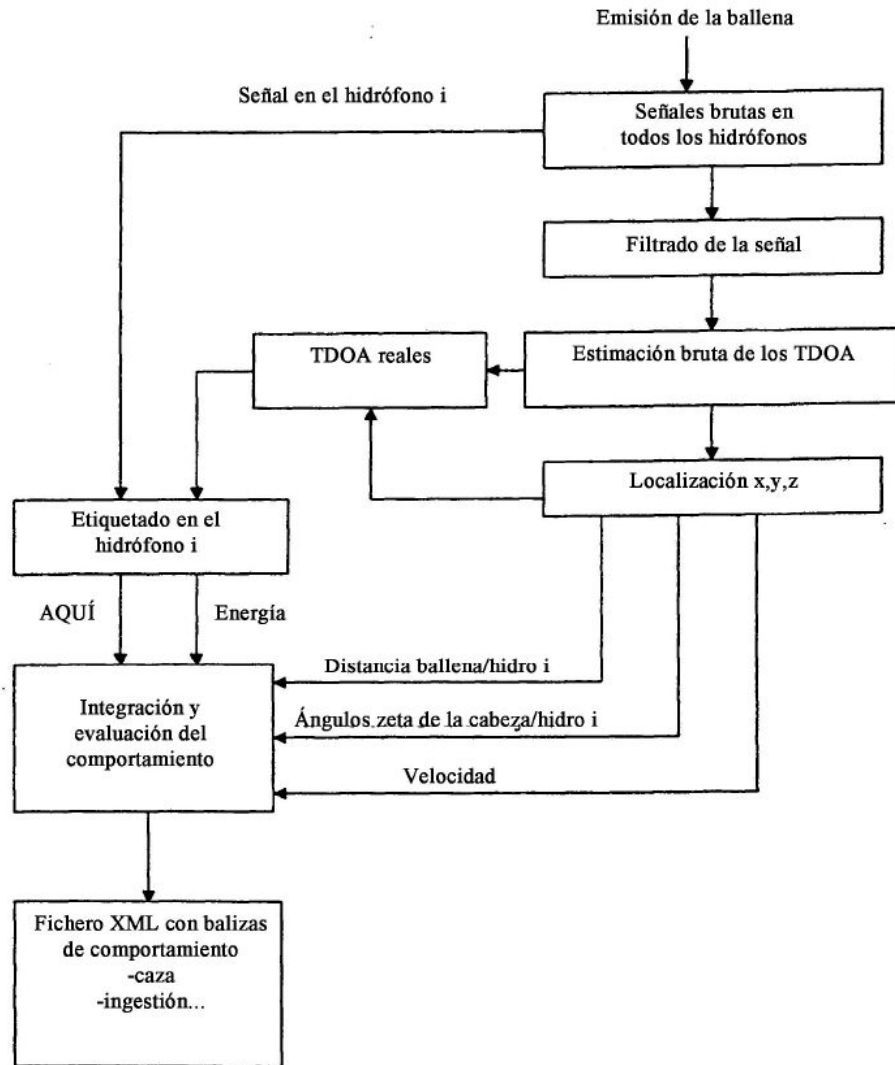 Emisión de la ballena
Señal en el hidrófono i
Señales brutas en
todos los hidrófonos
Filtrado de la señal
TDOA reales
Estimación bruta de los TDOA
Localización x,y,z
Etiquetado en el
hidrófono i
AQUÍ
Energía
Distancia ballena/hidro i
Integración y
evaluación del
comportamiento
Ángulos zeta de la cabeza/hidro i
Velocidad
Fichero XML con balizas
de comportamiento
-caza
-ingestión...